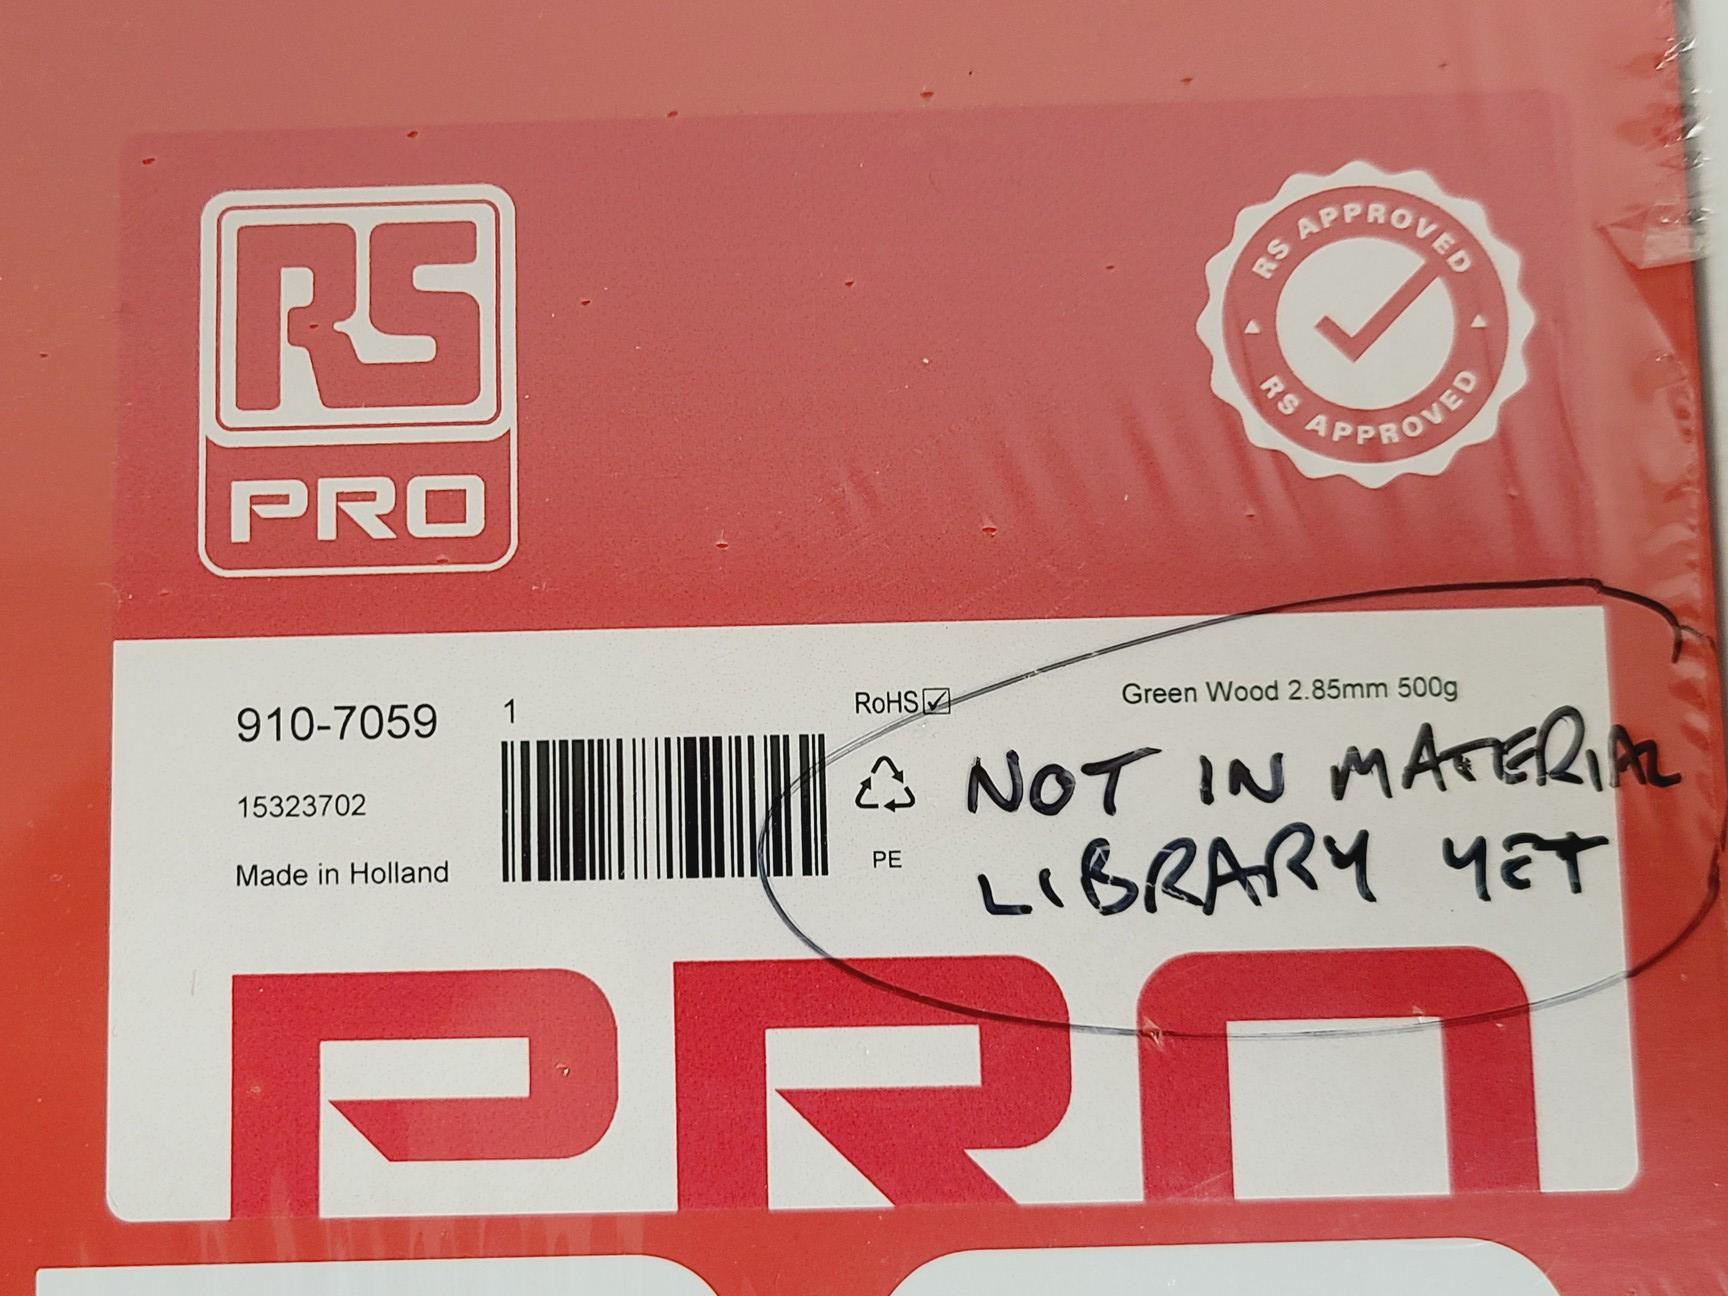 RS
PRO
RS APPROVED
RS APPROVED
910-7059
1
RoHS
Green Wood 2.85mm 500g
15323702
PE
Made in Holland
NOT IN MATERIAL
LIBRARY YET
PRO